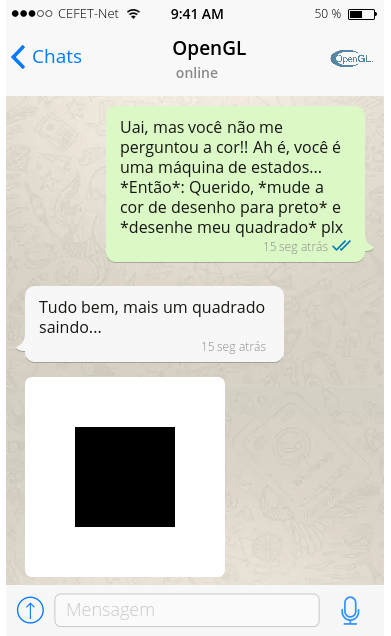 CEFET-Net 9:41 AM 50 %
Chats OpenGL OpenGL.
online
Uai, mas você não me
perguntou a cor!! Ah é, você é
uma máquina de estados...
*Então*: Querido, *mude a
cor de desenho para preto* e
*desenhe meu quadrado* plx
15 seg atrás
Tudo bem, mais um quadrado
saindo...
15 seg atrás
Mensagem